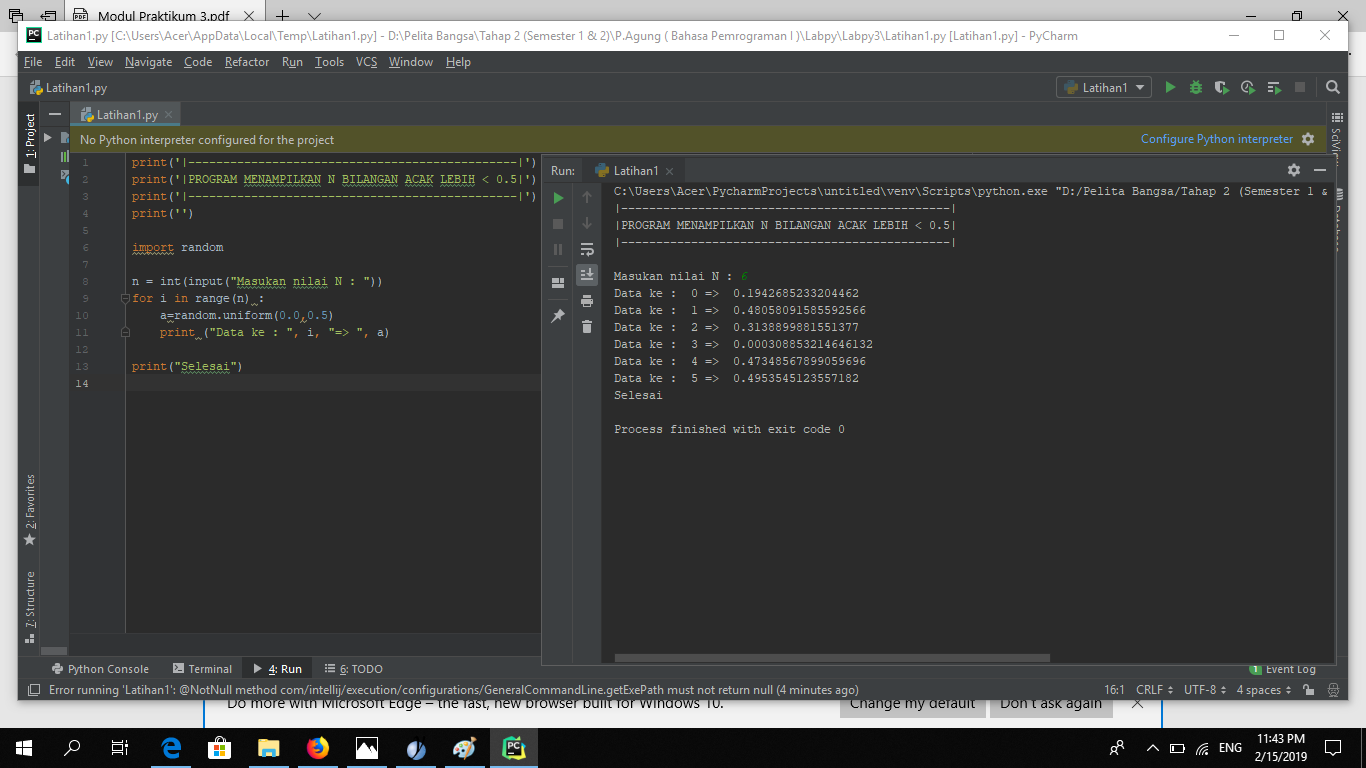 Modul Praktikum 3.pdf
Latihan1.py [C:\Users\Acer\AppData\Local\Temp\Latihan1.py] - D:\Pelita Bangsa\Tahap 2 (Semester 1 & 2)\P.Agung ( Bahasa Pemrograman I )\Labpy\Labpy3\Latihan1.py [Latihan1.py] - PyCharm
File Edit View Navigate Code Refactor Run Tools VCS Window Help
Latihan1.py
Latihan1
1: Project
Latihan1.py
No Python interpreter configured for the project
Configure Python interpreter
1 print('|-----------------------------------------------|')
2 print('|PROGRAM MENAMPILKAN N BILANGAN ACAK LEBIH < 0.5|')
3 print('|-----------------------------------------------|')
4 print('')
5
6 import random
7
8 n = int(input("Masukan nilai N : "))
9 for i in range(n) :
10 a=random.uniform(0.0,0.5)
11 print ("Data ke : ", i, "=> ", a)
12
13 print("Selesai")
14
Run: Latihan1
C:\Users\Acer\PycharmProjects\untitled\venv\Scripts\python.exe "D:/Pelita Bangsa/Tahap 2 (Semester 1 &
|-----------------------------------------------|
|PROGRAM MENAMPILKAN N BILANGAN ACAK LEBIH < 0.5|
|-----------------------------------------------|
Masukan nilai N : 6
Data ke :  0 =>  0.1942685233204462
Data ke :  1 =>  0.48058091585592566
Data ke :  2 =>  0.3138899881551377
Data ke :  3 =>  0.000308853214646132
Data ke :  4 =>  0.47348567899059696
Data ke :  5 =>  0.4953545123557182
Selesai
Process finished with exit code 0
2: Favorites
7: Structure
Python Console Terminal 4: Run 6: TODO
1 Event Log
Error running 'Latihan1': @NotNull method com/intellij/execution/configurations/GeneralCommandLine.getExePath must not return null (4 minutes ago)
16:1 CRLF UTF-8 4 spaces
Do more with Microsoft Edge – the fast, new browser built for Windows 10.
Change my default Don't ask again
ENG
11:43 PM
2/15/2019